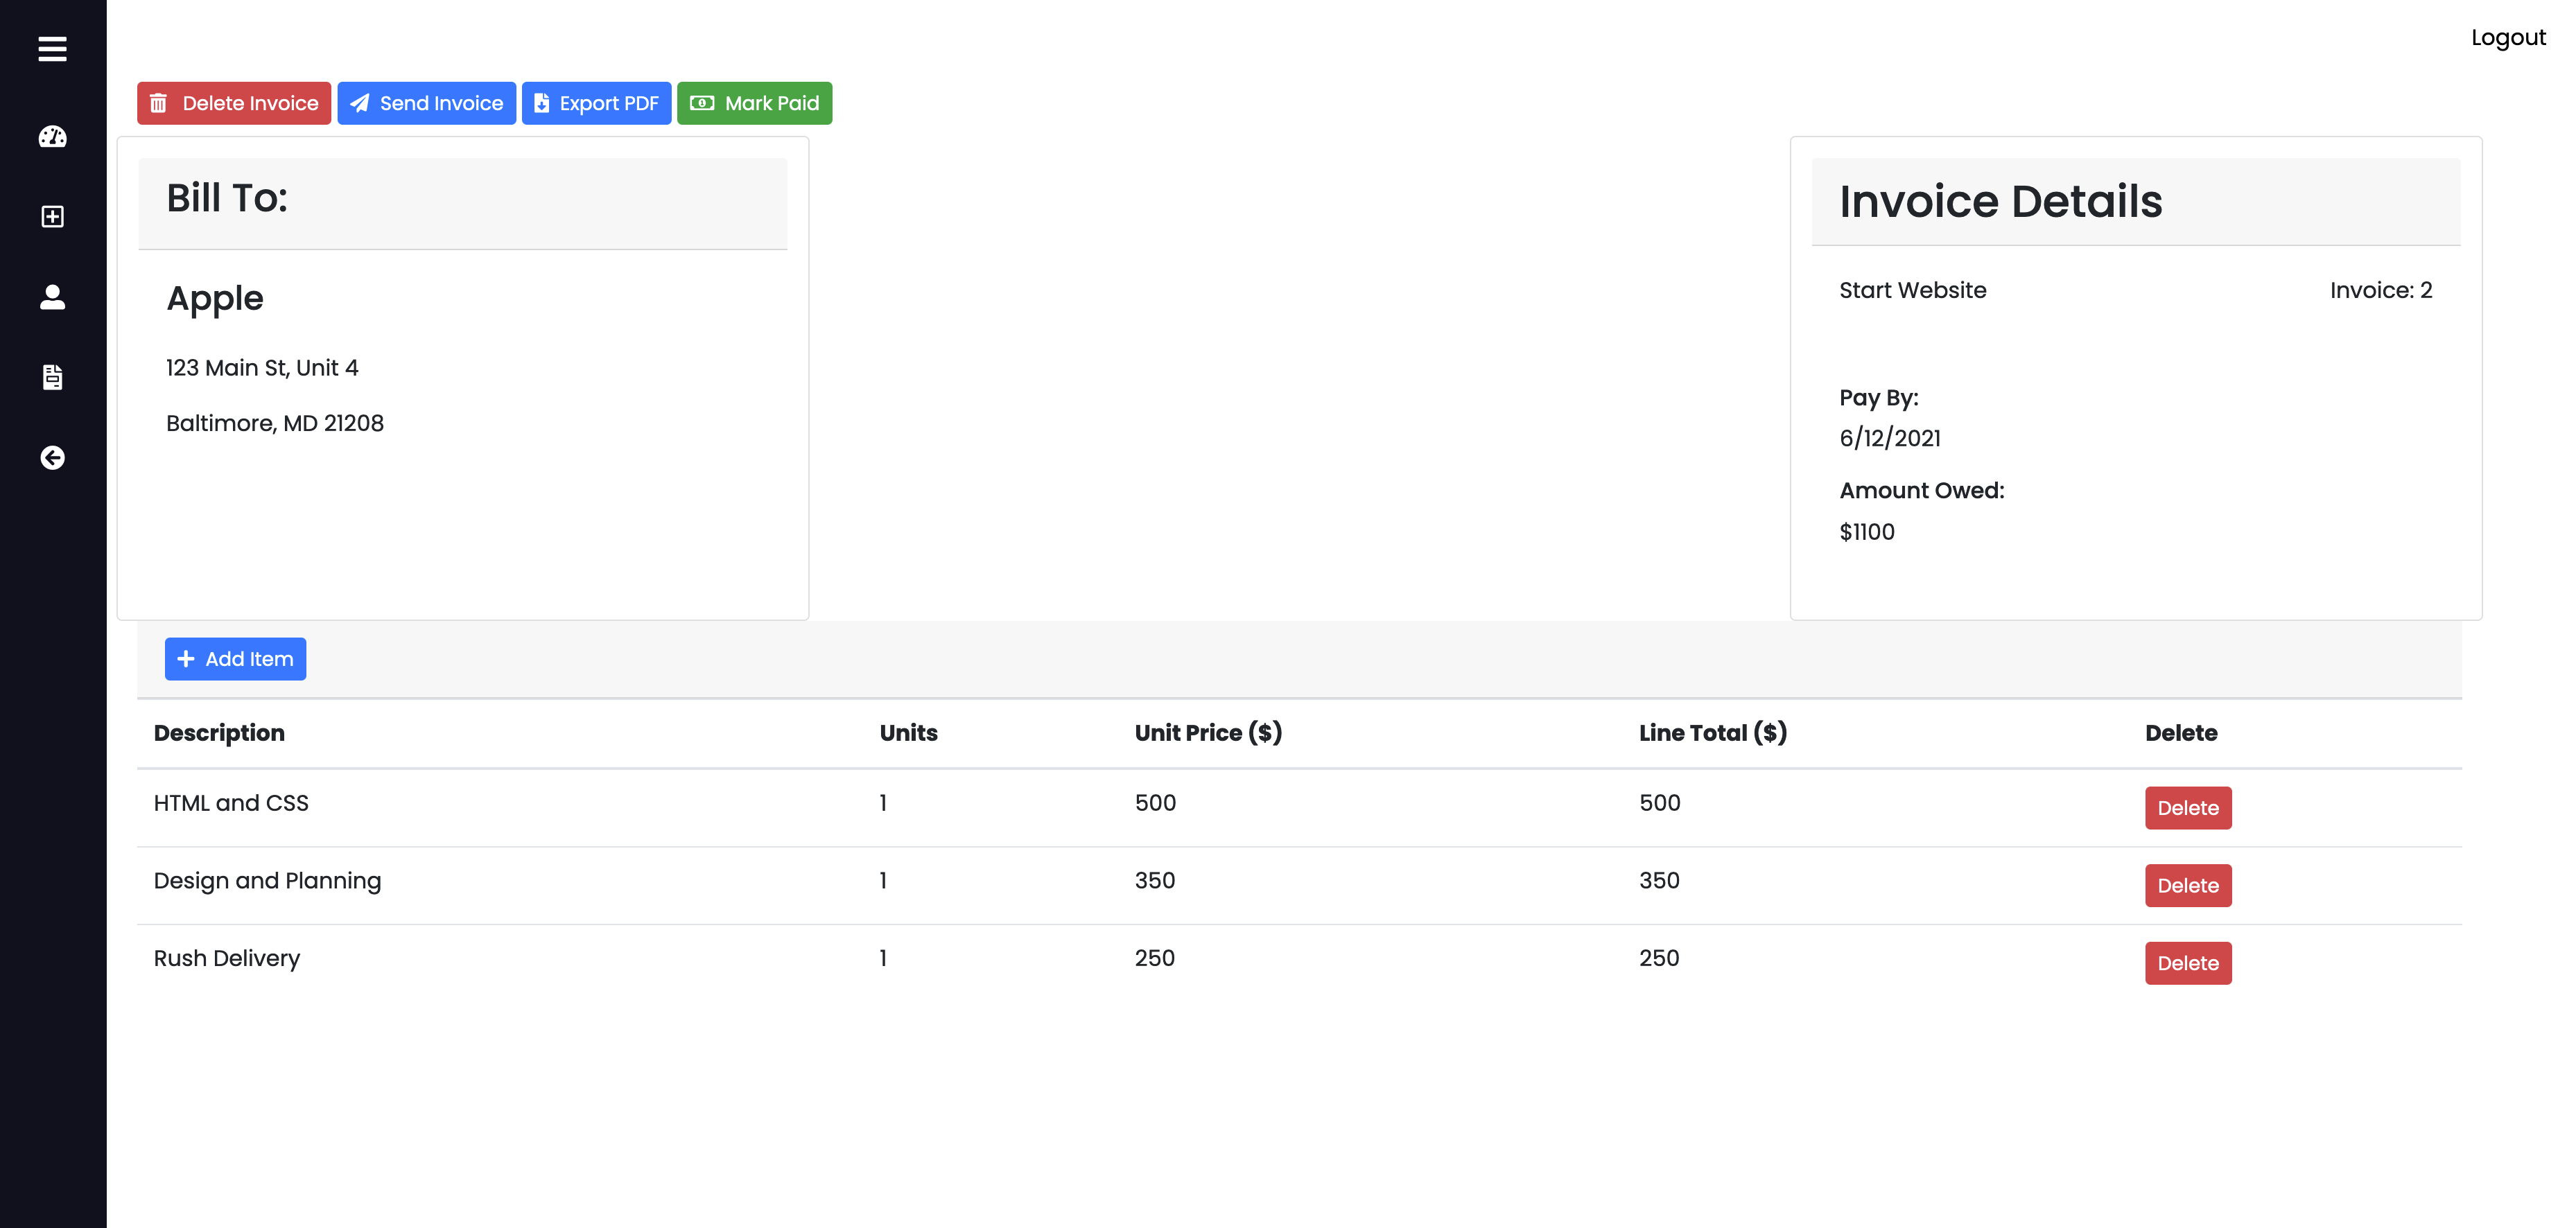 Logout
Delete Invoice Send Invoice Export PDF Mark Paid
Bill To:
Apple
123 Main St, Unit 4
Baltimore, MD 21208
Invoice Details
Start Website Invoice: 2
Pay By:
6/12/2021
Amount Owed:
$1100
Add Item
Description Units Unit Price ($) Line Total ($) Delete
HTML and CSS 1 500 500 Delete
Design and Planning 1 350 350 Delete
Rush Delivery 1 250 250 Delete